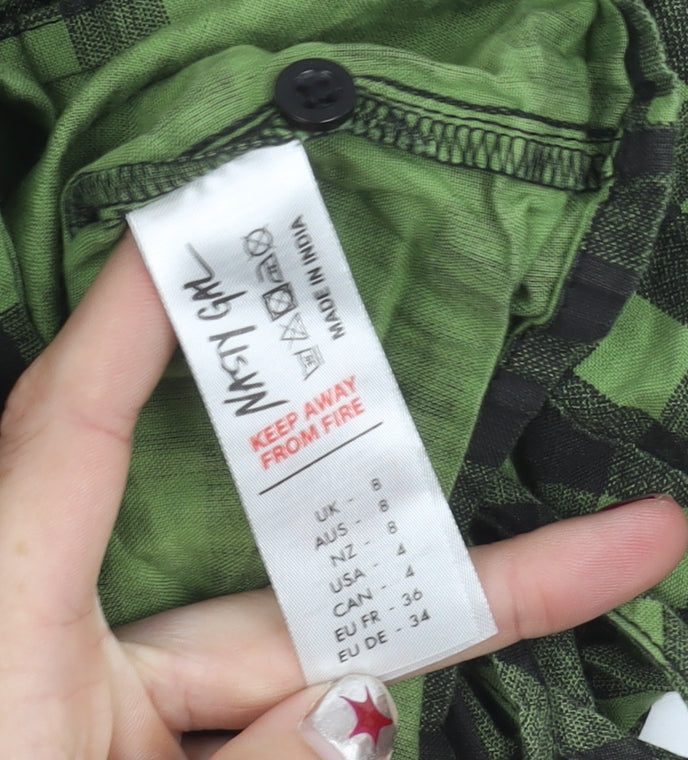 NASTY GAL
MADE IN INDIA
KEEP AWAY
FROM FIRE
UK - 8
AUS - 8
NZ - 8
USA - 4
CAN - 4
EU FR - 36
EU DE - 34